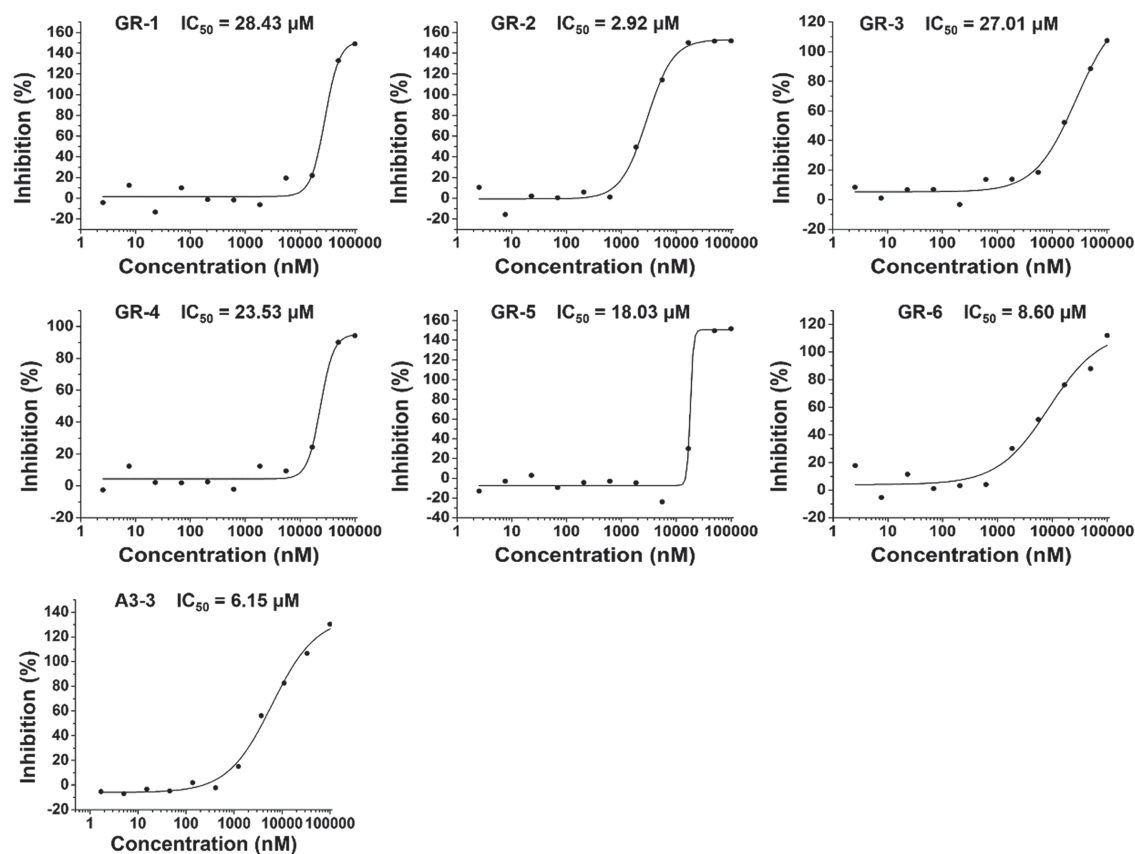 GR-1 IC50 = 28.43 μM
Inhibition (%)
160
140
120
100
80
60
40
20
0
-20
1 10 100 1000 10000 100000
Concentration (nM)
GR-2 IC50 = 2.92 μM
Inhibition (%)
160
140
120
100
80
60
40
20
0
-20
1 10 100 1000 10000 100000
Concentration (nM)
GR-3 IC50 = 27.01 μM
Inhibition (%)
120
100
80
60
40
20
0
-20
1 10 100 1000 10000 100000
Concentration (nM)
GR-4 IC50 = 23.53 μM
Inhibition (%)
100
80
60
40
20
0
-20
1 10 100 1000 10000 100000
Concentration (nM)
GR-5 IC50 = 18.03 μM
Inhibition (%)
160
140
120
100
80
60
40
20
0
-20
-40
1 10 100 1000 10000 100000
Concentration (nM)
GR-6 IC50 = 8.60 μM
Inhibition (%)
120
100
80
60
40
20
0
-20
1 10 100 1000 10000 100000
Concentration (nM)
A3-3 IC50 = 6.15 μM
Inhibition (%)
140
120
100
80
60
40
20
0
-20
1 10 100 1000 10000 100000
Concentration (nM)